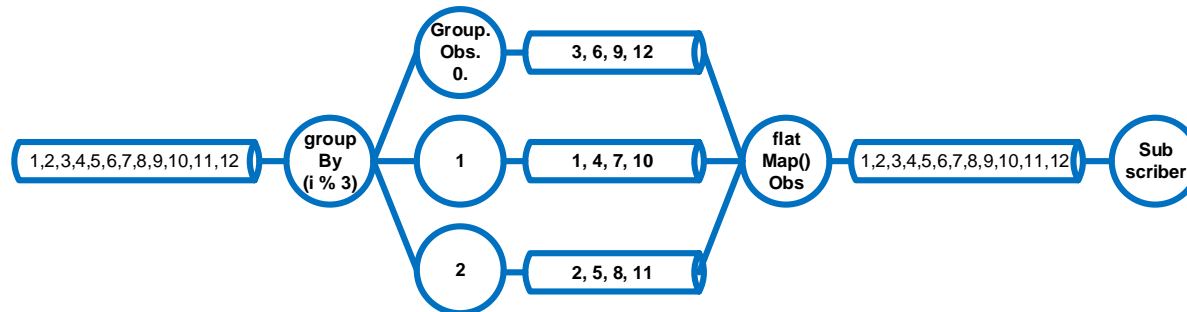 1,2,3,4,5,6,7,8,9,10,11,12
group
By
(i % 3)
Group.
Obs.
0.
3, 6, 9, 12
1
1, 4, 7, 10
2
2, 5, 8, 11
flat
Map()
Obs
1,2,3,4,5,6,7,8,9,10,11,12
Sub
scriber